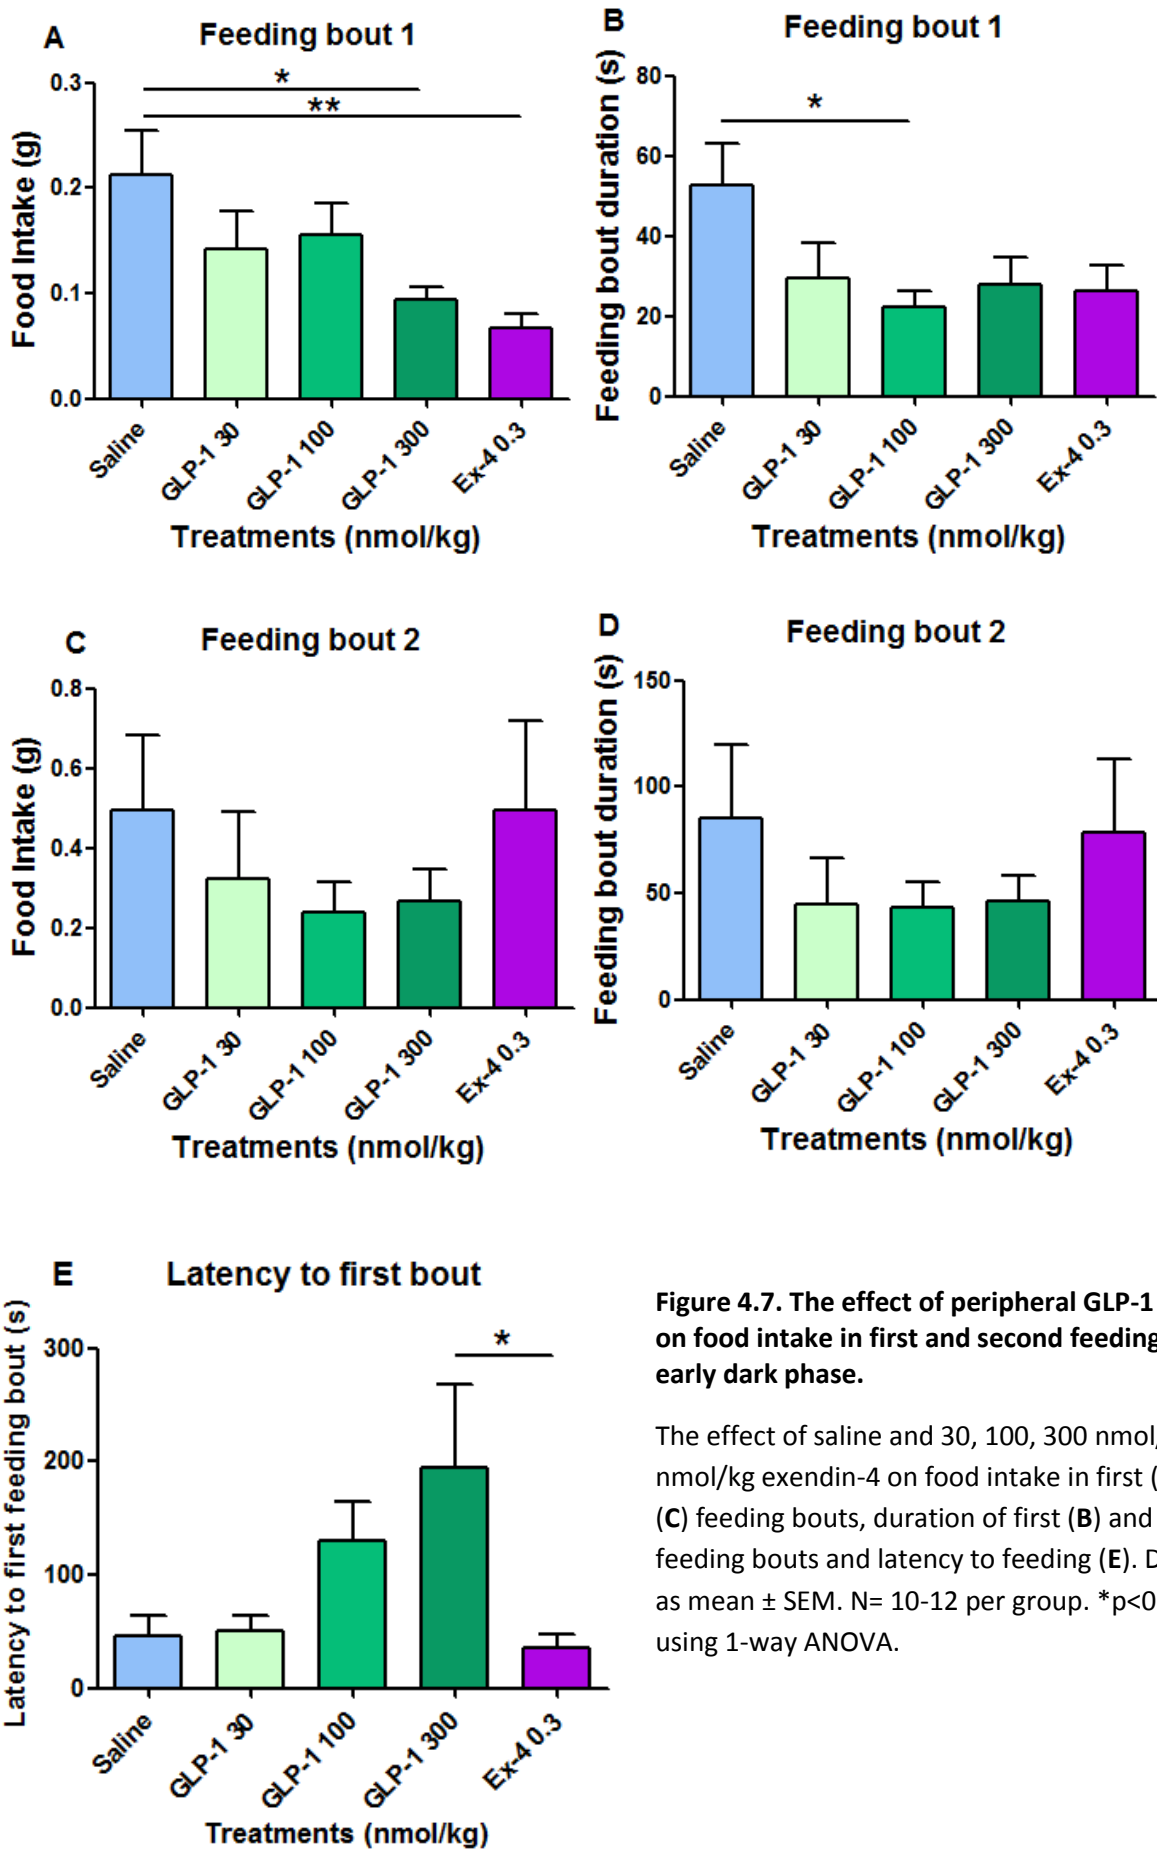 A Feeding bout 1
Food Intake (g)
0.3
0.2
0.1
0.0
*
**
Saline
GLP-1 30
GLP-1 100
GLP-1 300
Ex-4 0.3
Treatments (nmol/kg)
B Feeding bout 1
Feeding bout duration (s)
80
60
40
20
0
*
Saline
GLP-1 30
GLP-1 100
GLP-1 300
Ex-4 0.3
Treatments (nmol/kg)
C Feeding bout 2
Food Intake (g)
0.8
0.6
0.4
0.2
0.0
Saline
GLP-1 30
GLP-1 100
GLP-1 300
Ex-4 0.3
Treatments (nmol/kg)
D Feeding bout 2
Feeding bout duration (s)
150
100
50
0
Saline
GLP-1 30
GLP-1 100
GLP-1 300
Ex-4 0.3
Treatments (nmol/kg)
E Latency to first bout
Latency to first feeding bout (s)
300
200
100
0
*
Saline
GLP-1 30
GLP-1 100
GLP-1 300
Ex-4 0.3
Treatments (nmol/kg)
Figure 4.7. The effect of peripheral GLP-1
on food intake in first and second feeding
early dark phase.
The effect of saline and 30, 100, 300 nmol/
nmol/kg exendin-4 on food intake in first (
(C) feeding bouts, duration of first (B) and
feeding bouts and latency to feeding (E). D
as mean ± SEM. N= 10-12 per group. *p<0
using 1-way ANOVA.